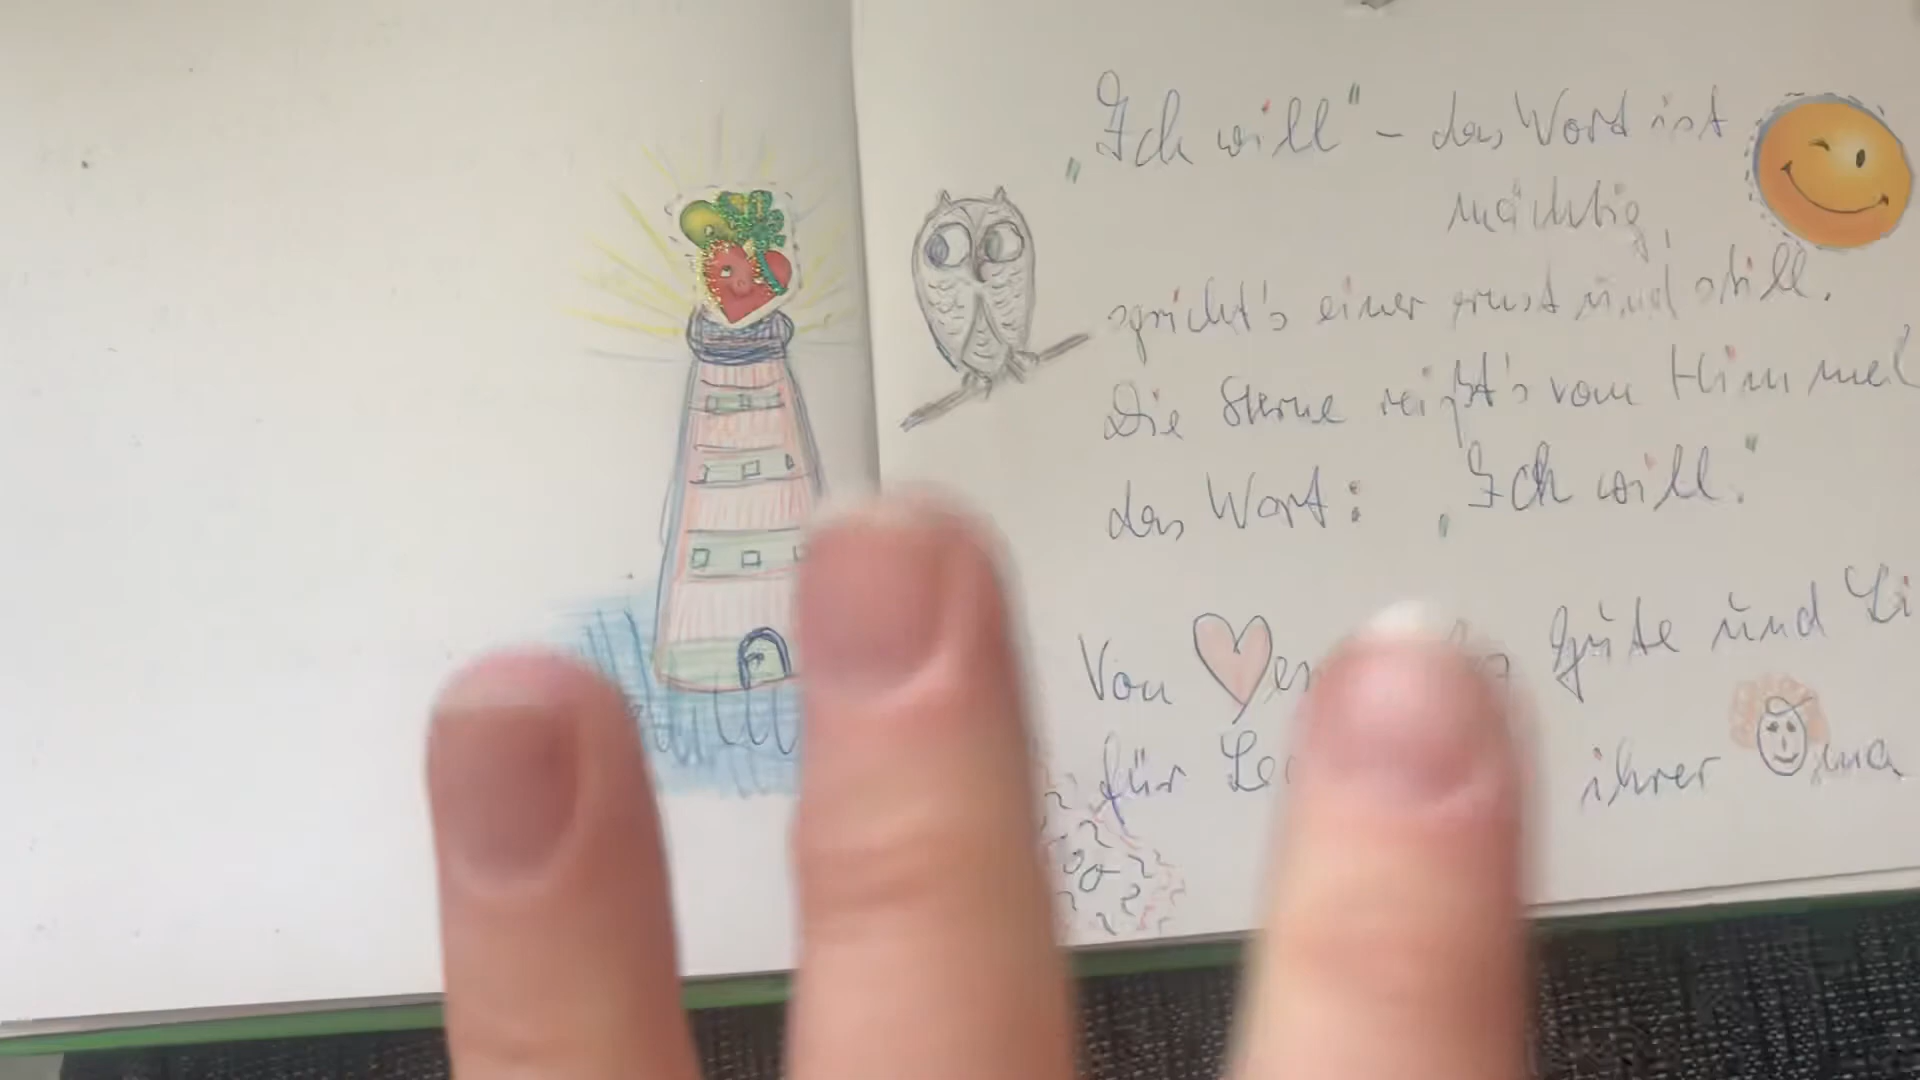 „Ich will" – das Wort ist
mächtig
spricht's einer ernst und still.
Die Sterne reißt's vom Himmel
das Wort: „Ich will."
Von Gute und
für ihrer Oma